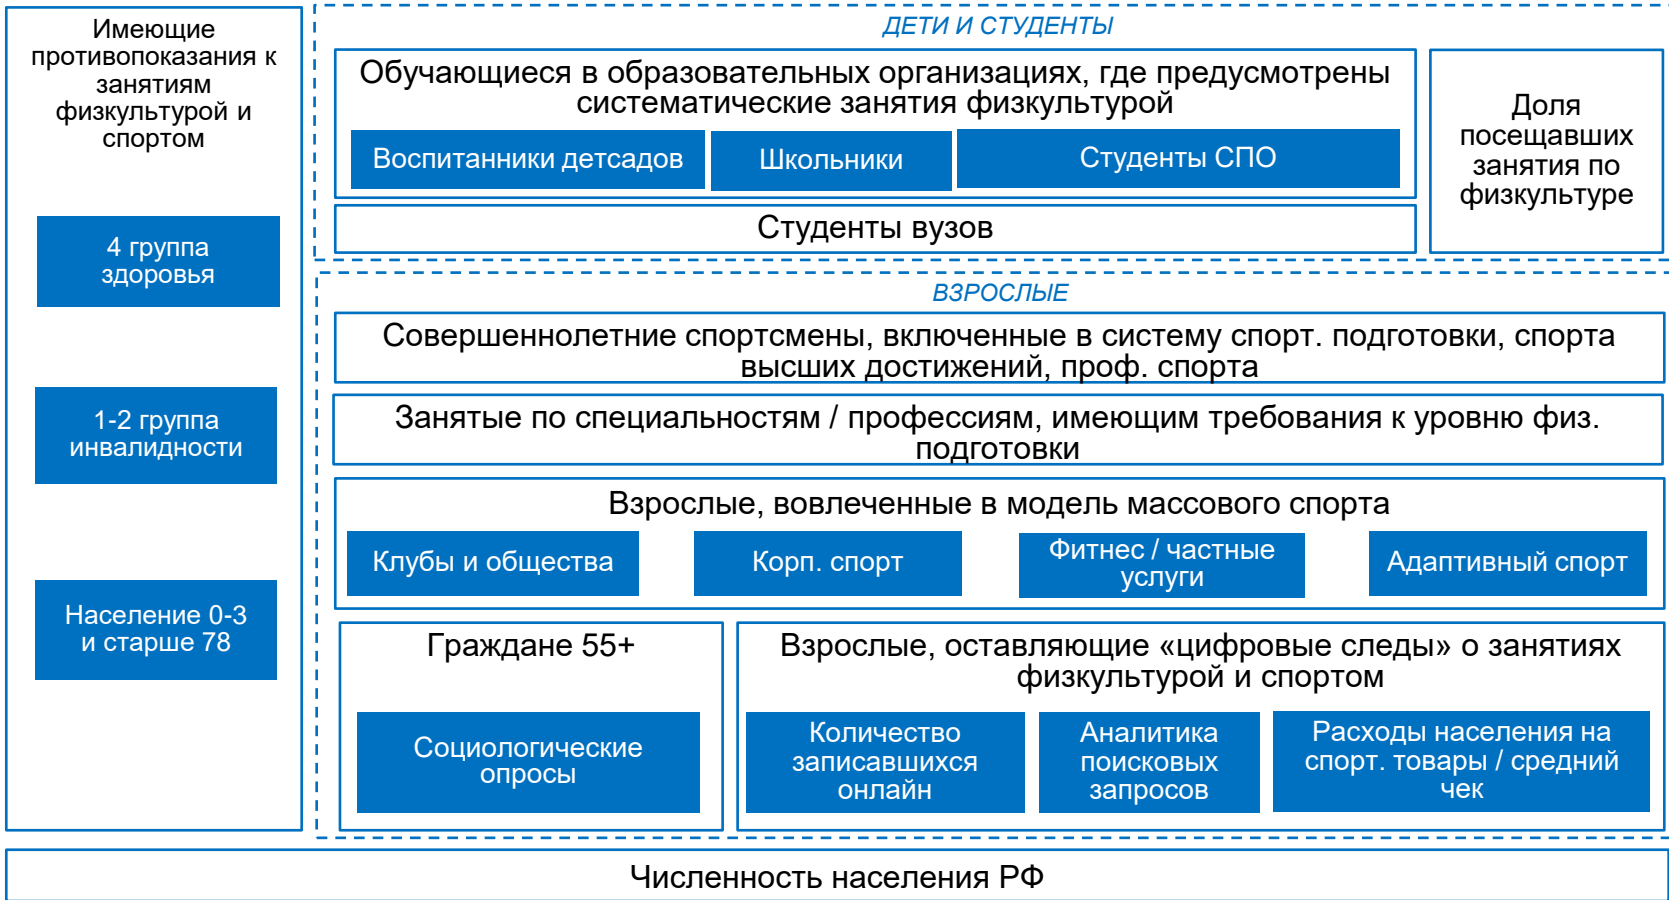 Имеющие
противопоказания к
занятиям
физкультурой и
спортом
4 группа
здоровья
1-2 группа
инвалидности
Население 0-3
и старше 78
ДЕТИ И СТУДЕНТЫ
Обучающиеся в образовательных организациях, где предусмотрены
систематические занятия физкультурой
Воспитанники детсадов
Школьники
Студенты СПО
Студенты вузов
Доля
посещавших
занятия по
физкультуре
ВЗРОСЛЫЕ
Совершеннолетние спортсмены, включенные в систему спорт. подготовки, спорта
высших достижений, проф. спорта
Занятые по специальностям / профессиям, имеющим требования к уровню физ.
подготовки
Взрослые, вовлеченные в модель массового спорта
Клубы и общества
Корп. спорт
Фитнес / частные
услуги
Адаптивный спорт
Граждане 55+
Социологические
опросы
Взрослые, оставляющие «цифровые следы» о занятиях
физкультурой и спортом
Количество
записавшихся
онлайн
Аналитика
поисковых
запросов
Расходы населения на
спорт. товары / средний
чек
Численность населения РФ